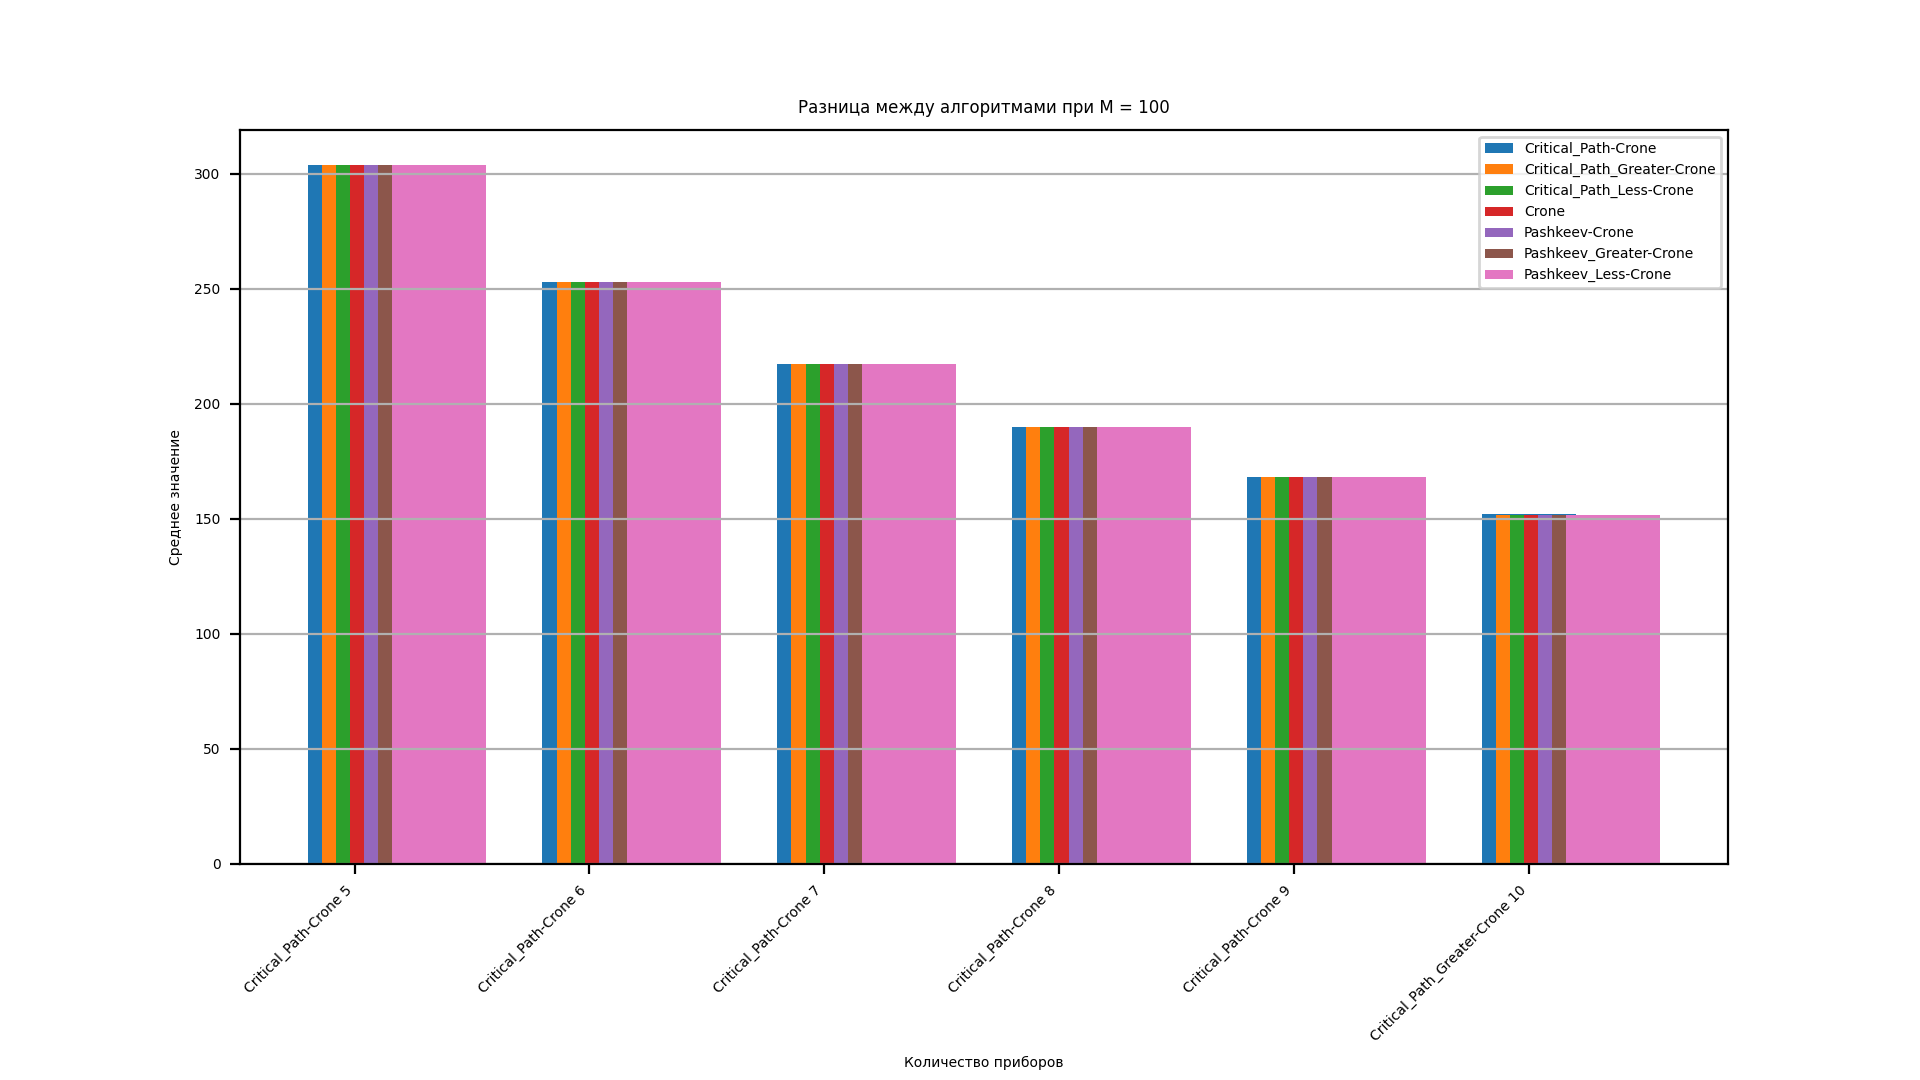 Разница между алгоритмами при M = 100
Critical_Path-Crone
Critical_Path_Greater-Crone
Critical_Path_Less-Crone
Crone
Pashkeev-Crone
Pashkeev_Greater-Crone
Pashkeev_Less-Crone
300
250
200
150
100
50
0
Среднее значение
Critical_Path-Crone 5
Critical_Path-Crone 6
Critical_Path-Crone 7
Critical_Path-Crone 8
Critical_Path-Crone 9
Critical_Path_Greater-Crone 10
Количество приборов